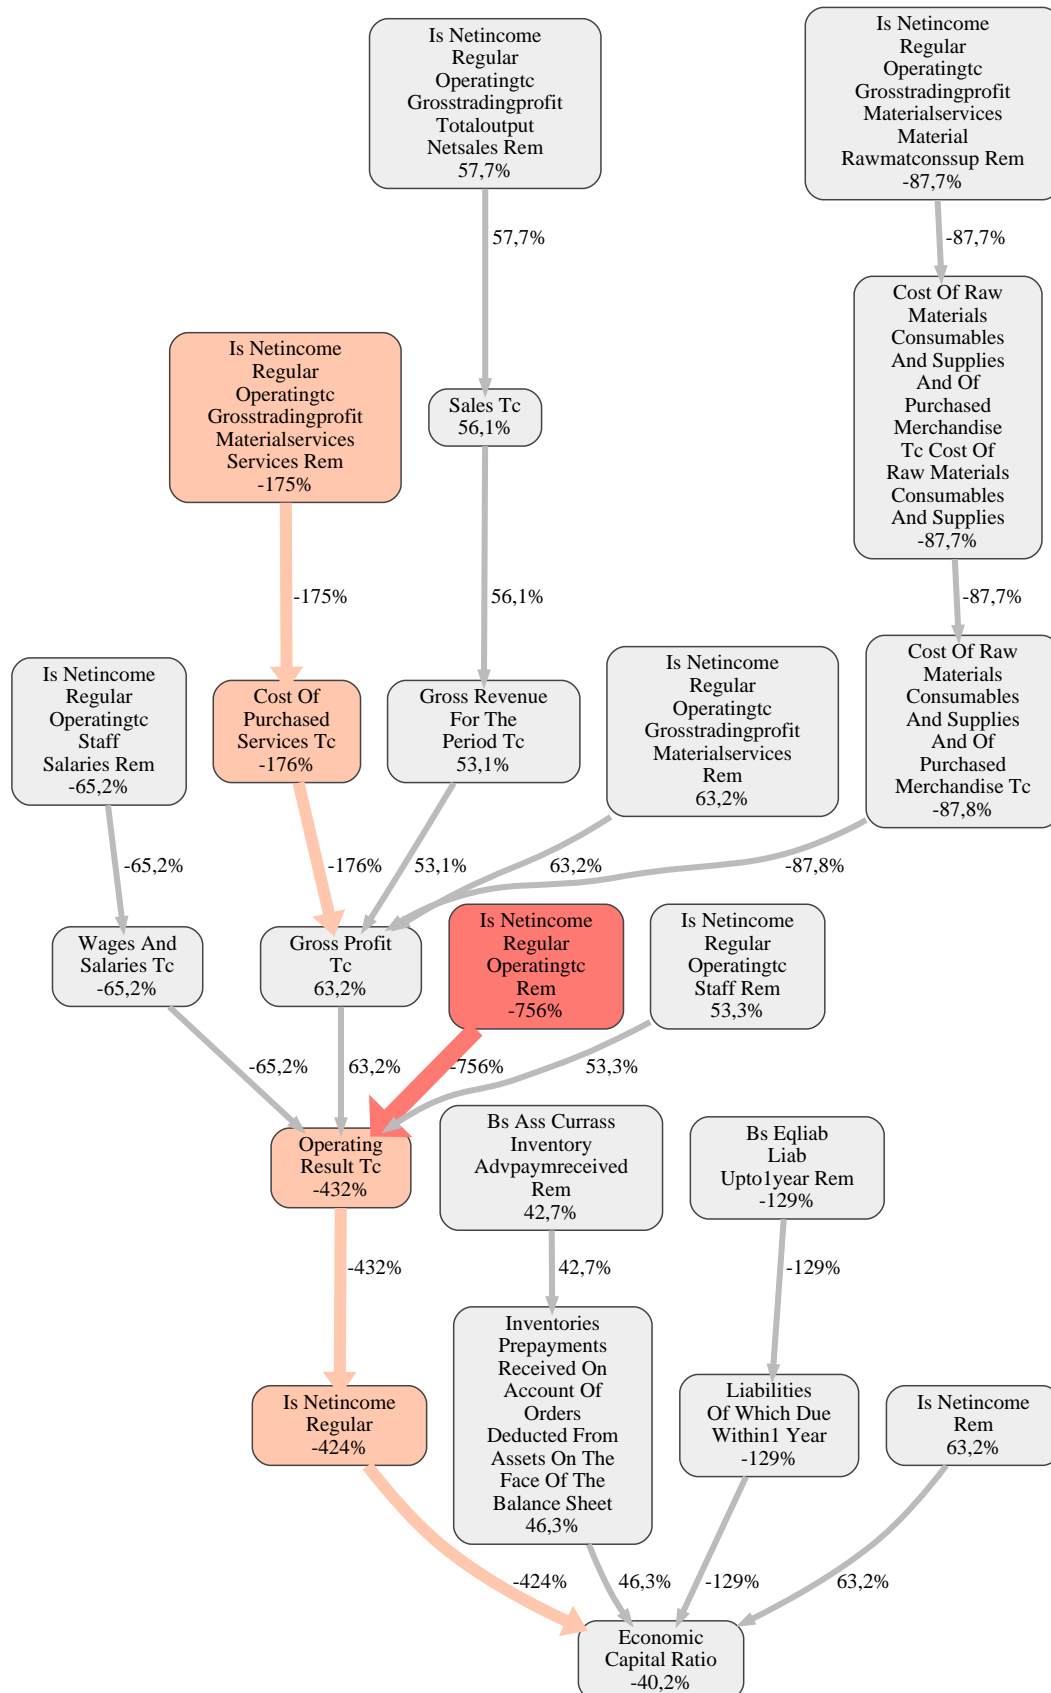 Is Netincome
Regular
Operatingtc
Grosstradingprofit
Totaloutput
Netsales Rem
57,7%
Is Netincome
Regular
Operatingtc
Grosstradingprofit
Materialservices
Material
Rawmatconssup Rem
-87,7%
57,7%
-87,7%
Cost Of Raw
Materials
Consumables
And Supplies
And Of
Purchased
Merchandise
Tc Cost Of
Raw Materials
Consumables
And Supplies
-87,7%
Is Netincome
Regular
Operatingtc
Grosstradingprofit
Materialservices
Services Rem
-175%
Sales Tc
56,1%
-175%
56,1%
-87,7%
Is Netincome
Regular
Operatingtc
Staff
Salaries Rem
-65,2%
Cost Of
Purchased
Services Tc
-176%
Gross Revenue
For The
Period Tc
53,1%
Is Netincome
Regular
Operatingtc
Grosstradingprofit
Materialservices
Rem
63,2%
Cost Of Raw
Materials
Consumables
And Supplies
And Of
Purchased
Merchandise Tc
-87,8%
-65,2%
-176%
53,1%
63,2%
-87,8%
Wages And
Salaries Tc
-65,2%
Gross Profit
Tc
63,2%
Is Netincome
Regular
Operatingtc
Rem
-756%
Is Netincome
Regular
Operatingtc
Staff Rem
53,3%
-65,2%
63,2%
-756%
53,3%
Operating
Result Tc
-432%
Bs Ass Currass
Inventory
Advpaymreceived
Rem
42,7%
Bs Eqliab
Liab
Upto1year Rem
-129%
-432%
42,7%
-129%
Is Netincome
Regular
-424%
Inventories
Prepayments
Received On
Account Of
Orders
Deducted From
Assets On The
Face Of The
Balance Sheet
46,3%
Liabilities
Of Which Due
Within1 Year
-129%
Is Netincome
Rem
63,2%
-424%
46,3%
-129%
63,2%
Economic
Capital Ratio
-40,2%